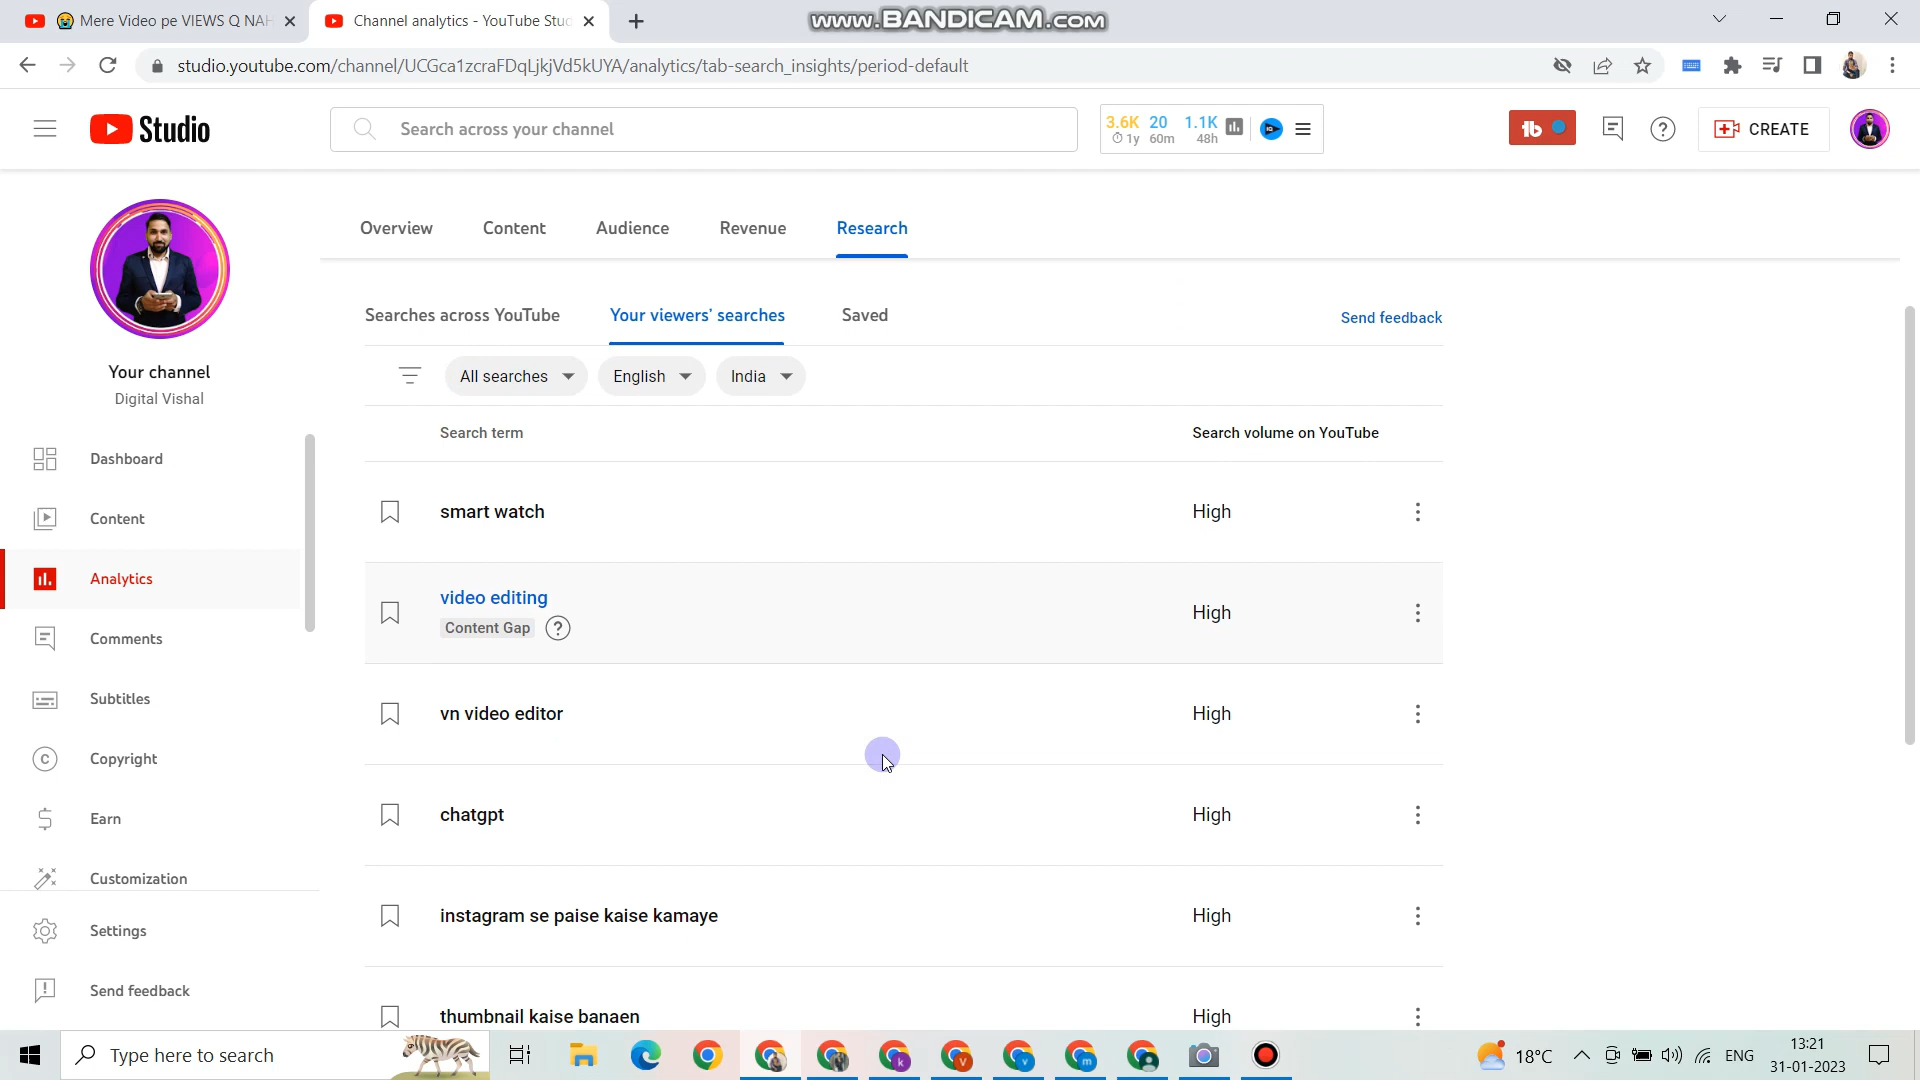 😭 Mere Video pe VIEWS Q NAH
Channel analytics - YouTube Stud
www.BANDICAM.com
studio.youtube.com/channel/UCGca1zcraFDqLjkjVd5kUYA/analytics/tab-search_insights/period-default
Studio
Search across your channel
3.6K 20 1.1K
1y 60m 48h
CREATE
Overview Content Audience Revenue Research
Searches across YouTube Your viewers' searches Saved
Send feedback
All searches English India
Search term Search volume on YouTube
smart watch High
video editing High
Content Gap ?
vn video editor High
chatgpt High
instagram se paise kaise kamaye High
thumbnail kaise banaen High
Your channel
Digital Vishal
Dashboard
Content
Analytics
Comments
Subtitles
Copyright
Earn
Customization
Settings
Send feedback
Type here to search
18°C
ENG
13:21
31-01-2023